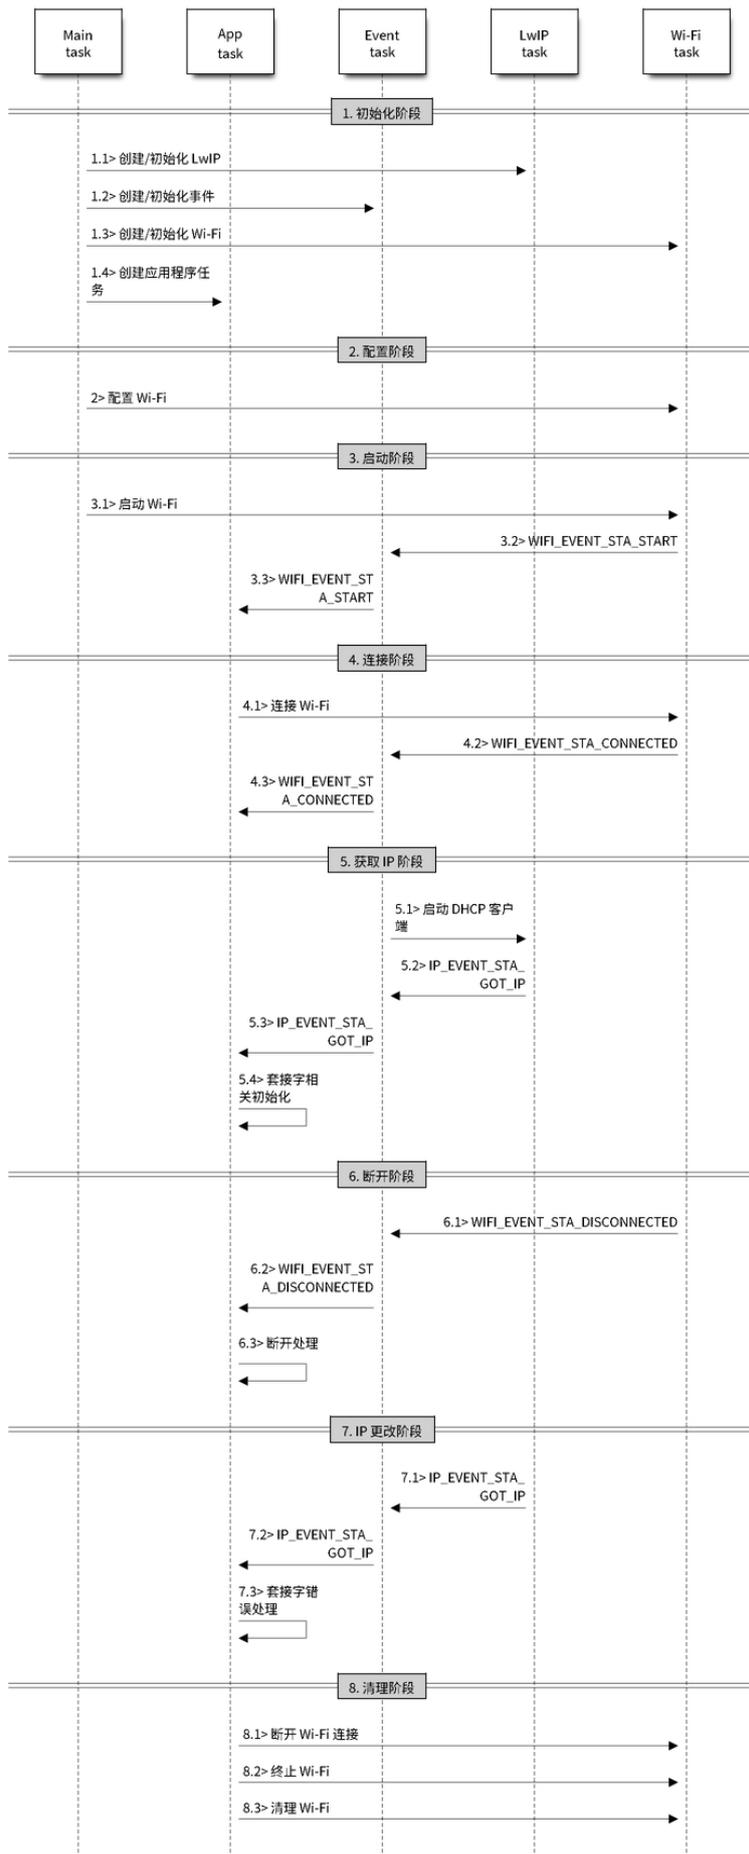 Main
task
App
task
Event
task
LwIP
task
Wi-Fi
task
1. 初始化阶段
1.1> 创建/初始化 LwIP
1.2> 创建/初始化事件
1.3> 创建/初始化 Wi-Fi
1.4> 创建应用程序任
务
2. 配置阶段
2> 配置 Wi-Fi
3. 启动阶段
3.1> 启动 Wi-Fi
3.2> WIFI_EVENT_STA_START
3.3> WIFI_EVENT_ST
A_START
4. 连接阶段
4.1> 连接 Wi-Fi
4.2> WIFI_EVENT_STA_CONNECTED
4.3> WIFI_EVENT_ST
A_CONNECTED
5. 获取 IP 阶段
5.1> 启动 DHCP 客户
端
5.2> IP_EVENT_STA_
GOT_IP
5.3> IP_EVENT_STA_
GOT_IP
5.4> 套接字相
关初始化
6. 断开阶段
6.1> WIFI_EVENT_STA_DISCONNECTED
6.2> WIFI_EVENT_ST
A_DISCONNECTED
6.3> 断开处理
7. IP 更改阶段
7.1> IP_EVENT_STA_
GOT_IP
7.2> IP_EVENT_STA_
GOT_IP
7.3> 套接字错
误处理
8. 清理阶段
8.1> 断开 Wi-Fi 连接
8.2> 终止 Wi-Fi
8.3> 清理 Wi-Fi